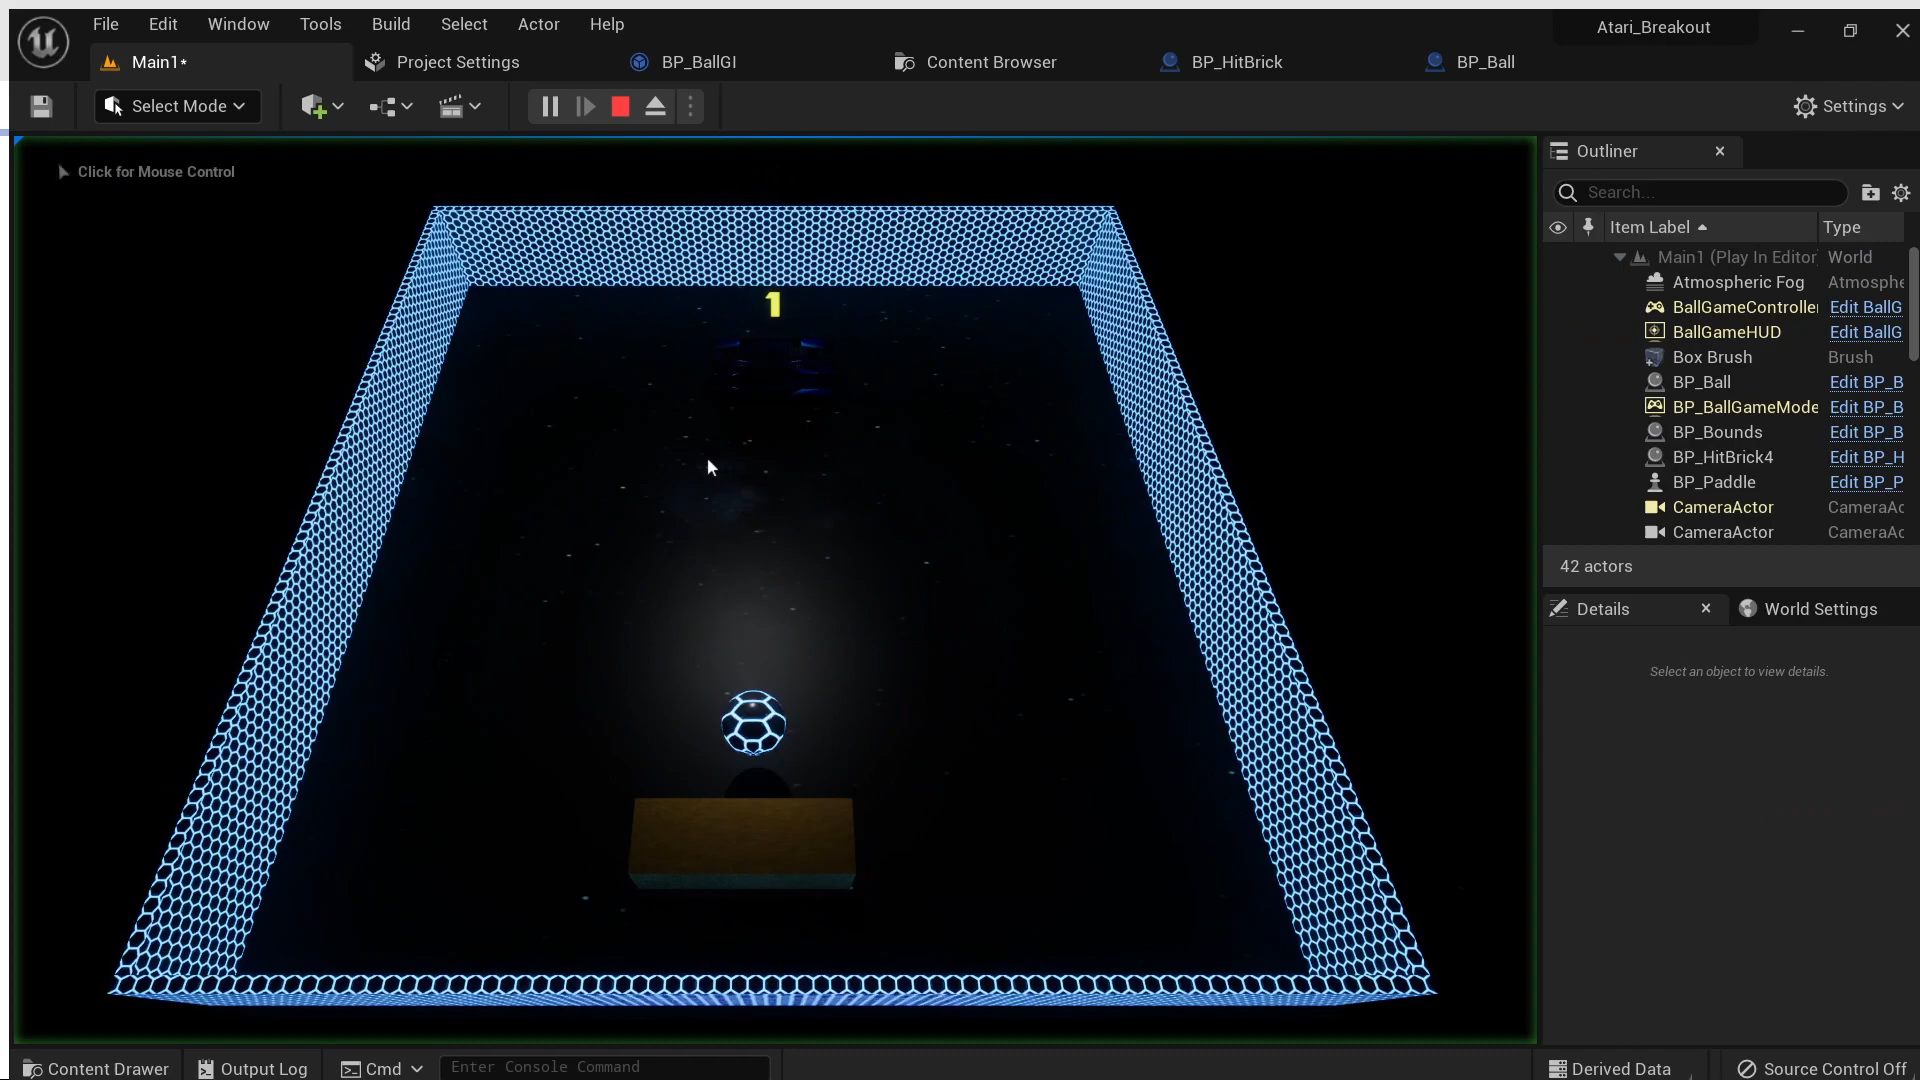 File Edit Window Tools Build Select Actor Help
Atari_Breakout
Main1*
Project Settings
BP_BallGI
Content Browser
BP_HitBrick
BP_Ball
Select Mode
Settings
Click for Mouse Control
1
Outliner
Search...
Item Label Type
Main1 (Play In Editor World
Atmospheric Fog Atmosphe
BallGameController Edit BallG
BallGameHUD Edit BallG
Box Brush Brush
BP_Ball Edit BP_B
BP_BallGameMode Edit BP_B
BP_Bounds Edit BP_B
BP_HitBrick4 Edit BP_H
BP_Paddle Edit BP_P
CameraActor CameraAc
CameraActor CameraAc
42 actors
Details
World Settings
Select an object to view details.
Content Drawer
Output Log
Cmd
Enter Console Command
Derived Data
Source Control Off